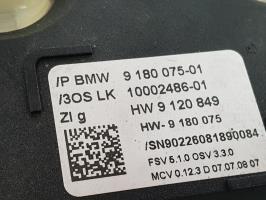 /P BMW 9 180 075-01
/3OS LK 10002486-01
ZI g HW 9 120 849
HW- 9 180 075
/SN90226081890084
FSV 5.1.0 OSV 3.3.0
MCV 0.12.3 D 07.07.08 07